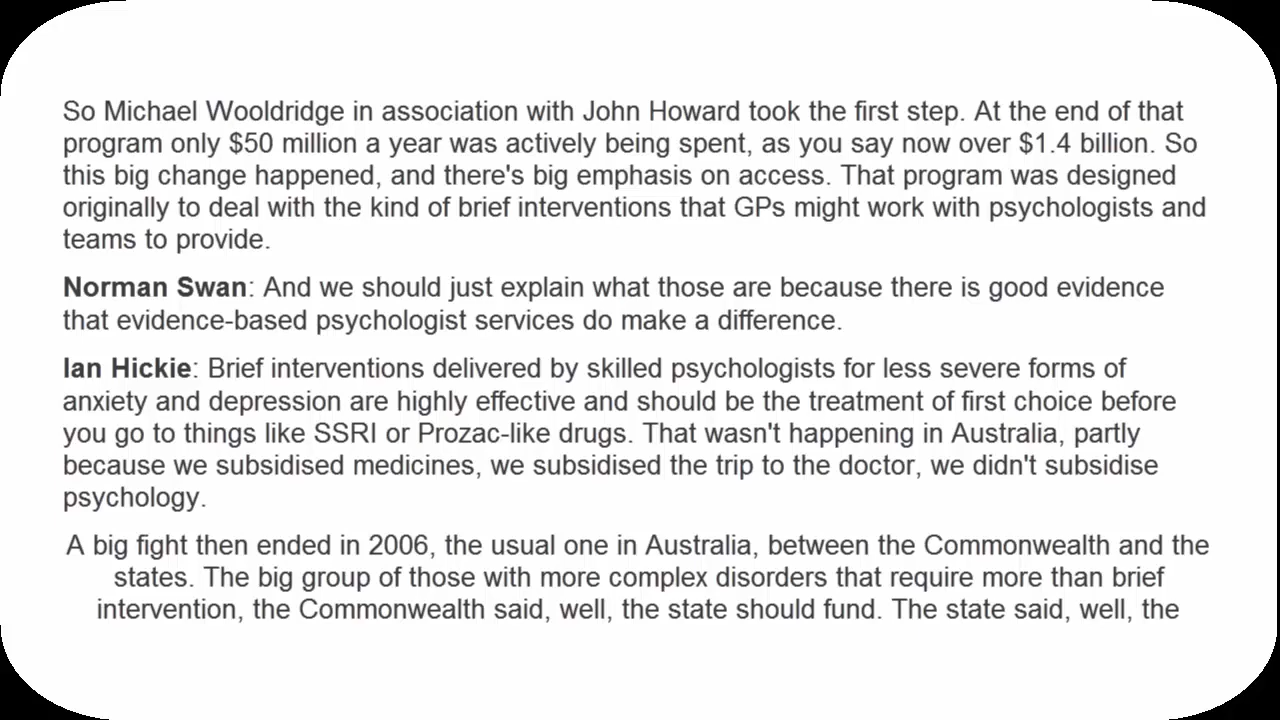 So Michael Wooldridge in association with John Howard took the first step. At the end of that
program only $50 million a year was actively being spent, as you say now over $1.4 billion. So
this big change happened, and there's big emphasis on access. That program was designed
originally to deal with the kind of brief interventions that GPs might work with psychologists and
teams to provide.
Norman Swan: And we should just explain what those are because there is good evidence
that evidence-based psychologist services do make a difference.
Ian Hickie: Brief interventions delivered by skilled psychologists for less severe forms of
anxiety and depression are highly effective and should be the treatment of first choice before
you go to things like SSRI or Prozac-like drugs. That wasn't happening in Australia, partly
because we subsidised medicines, we subsidised the trip to the doctor, we didn't subsidise
psychology.
A big fight then ended in 2006, the usual one in Australia, between the Commonwealth and the
states. The big group of those with more complex disorders that require more than brief
intervention, the Commonwealth said, well, the state should fund. The state said, well, the